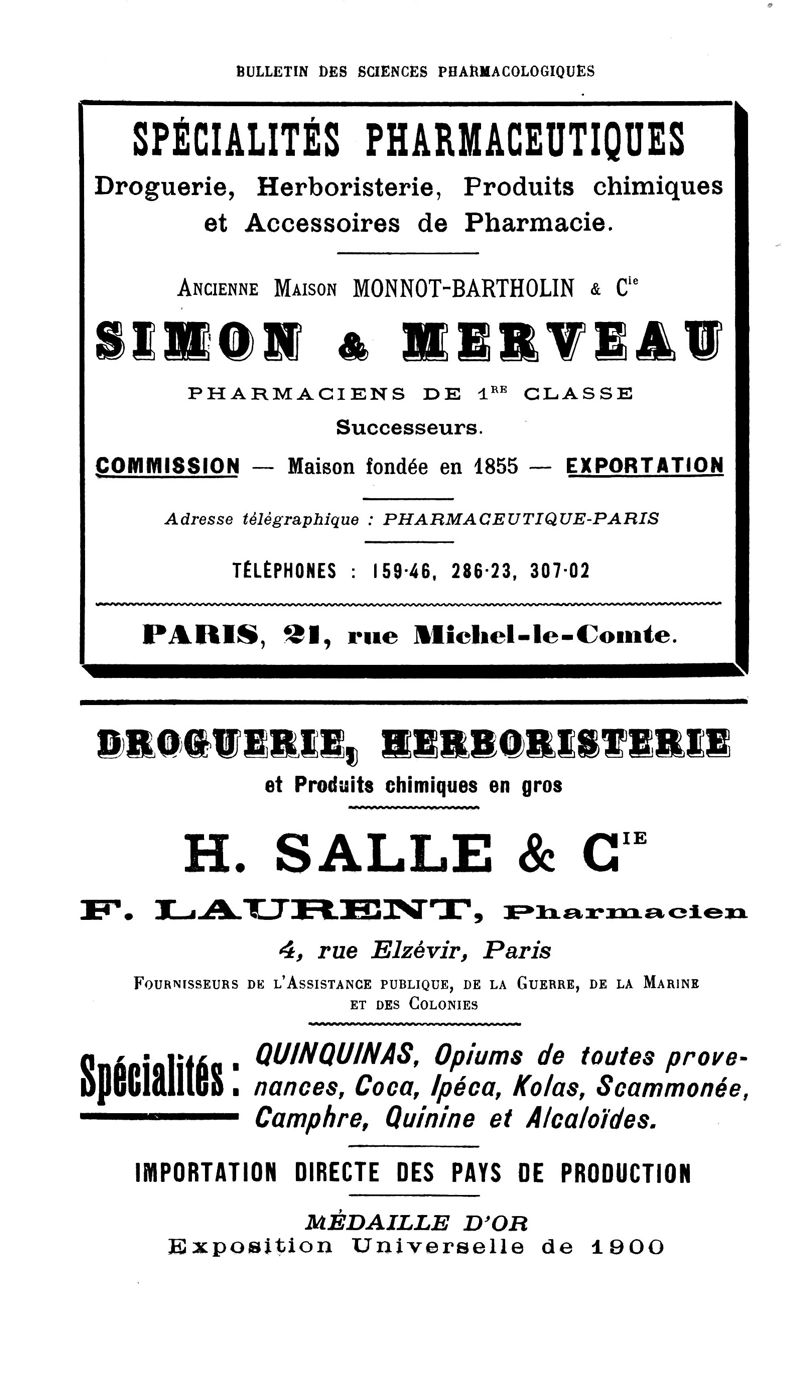 BULLETIN DES SCIENCES PHARMACOLOGIQUES
SPÉCIALITÉS PHARMACEUTIQUES
Droguerie, Herboristerie, Produits chimiques
et Accessoires de Pharmacie.
Ancienne Maison MONNOT-BARTHOLIN & Cie
SIMON & MERVEAU
PHARMACIENS DE 1RE CLASSE
Successeurs.
COMMISSION — Maison fondée en 1855 — EXPORTATION
Adresse télégraphique : PHARMACEUTIQUE-PARIS
TÉLÉPHONES : 159-46, 286-23, 307-02
PARIS, 21, rue Michel-le-Comte.
DROGUERIE, HERBORISTERIE
et Produits chimiques en gros
H. SALLE & CIE
F. LAURENT, Pharmacien
4, rue Elzévir, Paris
Fournisseurs de l'Assistance publique, de la Guerre, de la Marine
et des Colonies
Spécialités : QUINQUINAS, Opiums de toutes prove-
nances, Coca, Ipéca, Kolas, Scammonée,
Camphre, Quinine et Alcaloïdes.
IMPORTATION DIRECTE DES PAYS DE PRODUCTION
MÉDAILLE D'OR
Exposition Universelle de 1900